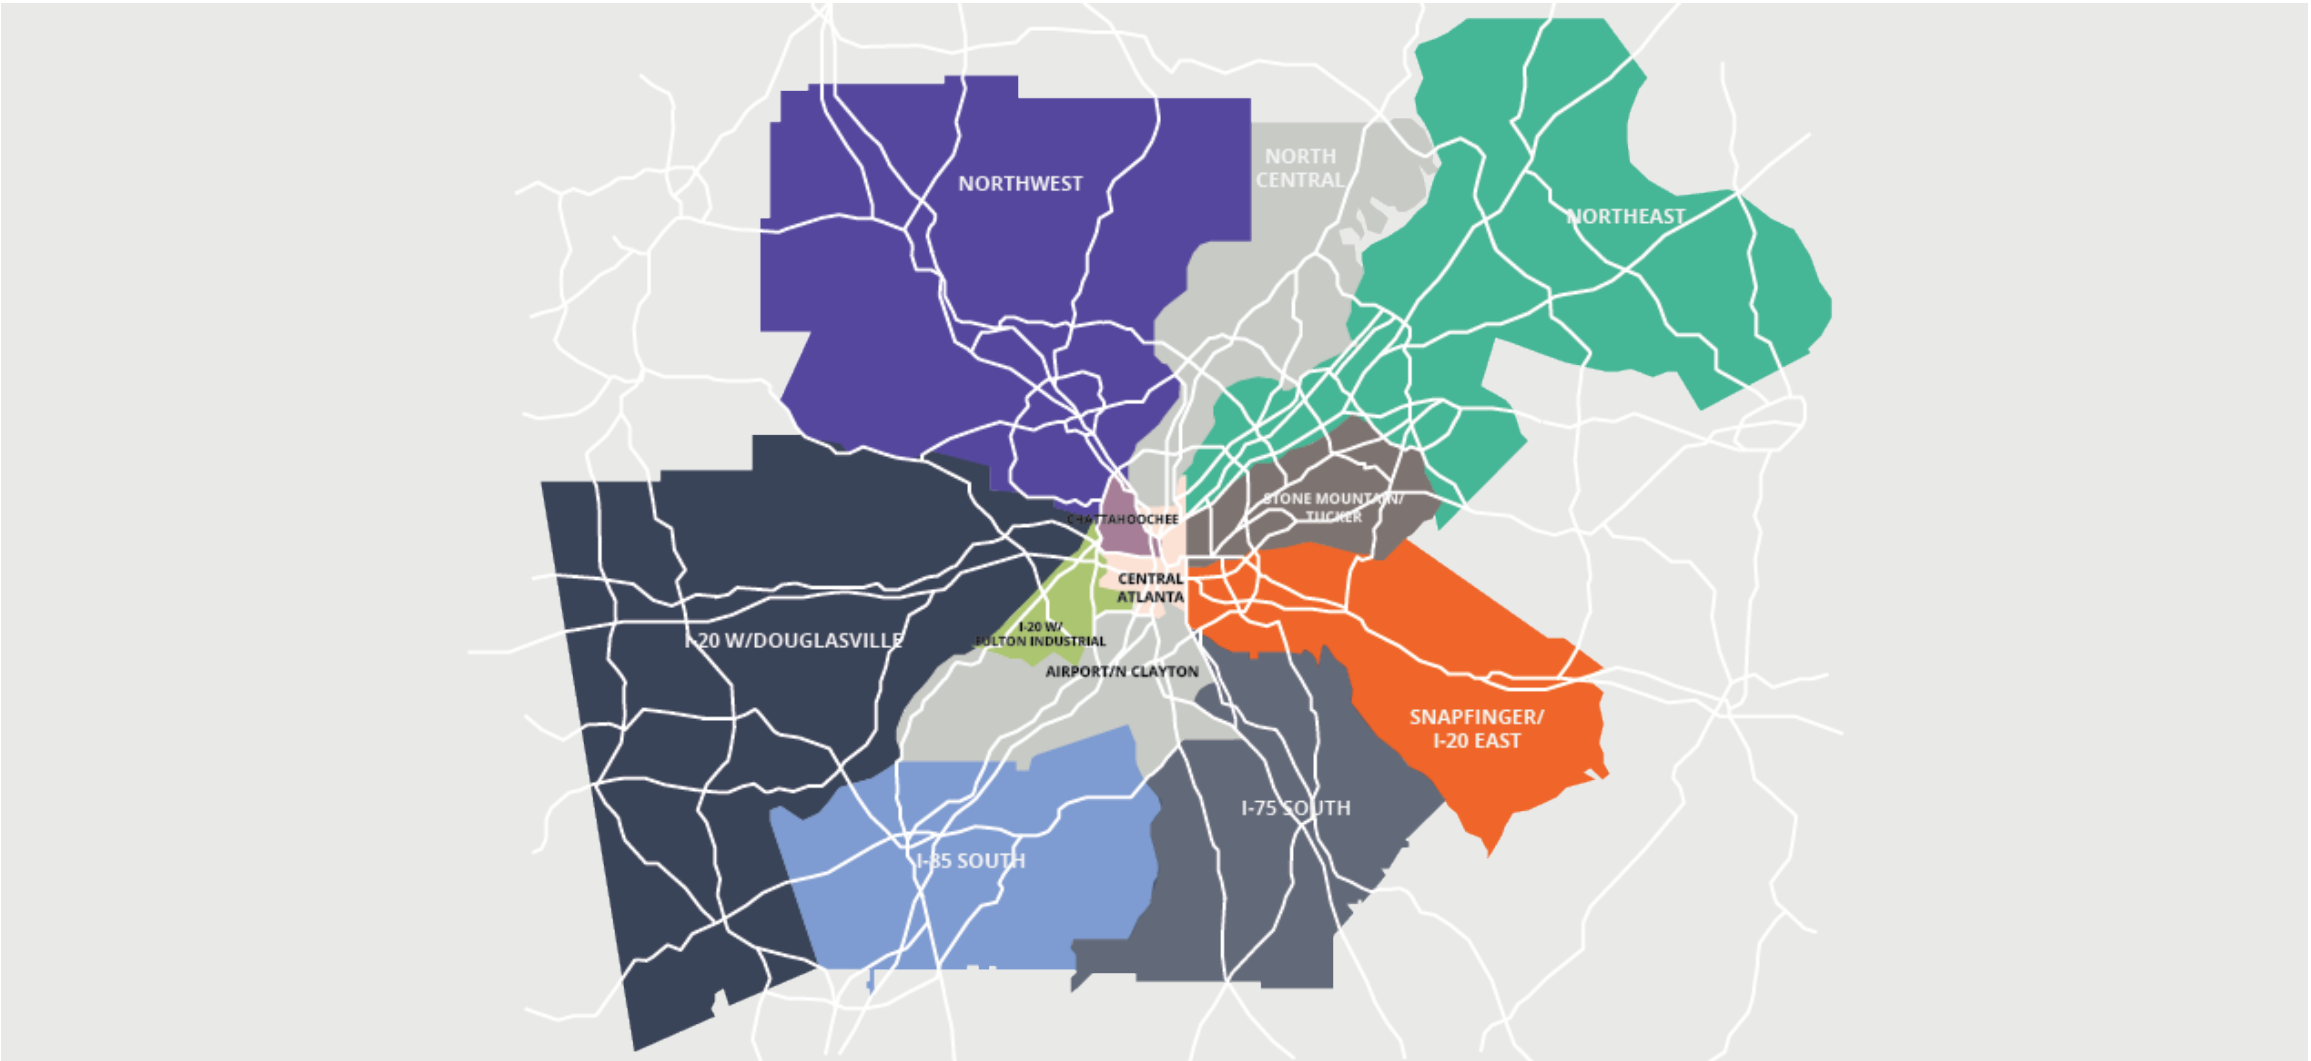 NORTHWEST
NORTH
CENTRAL
NORTHEAST
STONE MOUNTAIN/
TUCKER
CHATTAHOOCHEE
CENTRAL
ATLANTA
I-20 W/
FULTON INDUSTRIAL
I-20 W/DOUGLASVILLE
AIRPORT/N CLAYTON
SNAPFINGER/
I-20 EAST
I-75 SOUTH
I-85 SOUTH